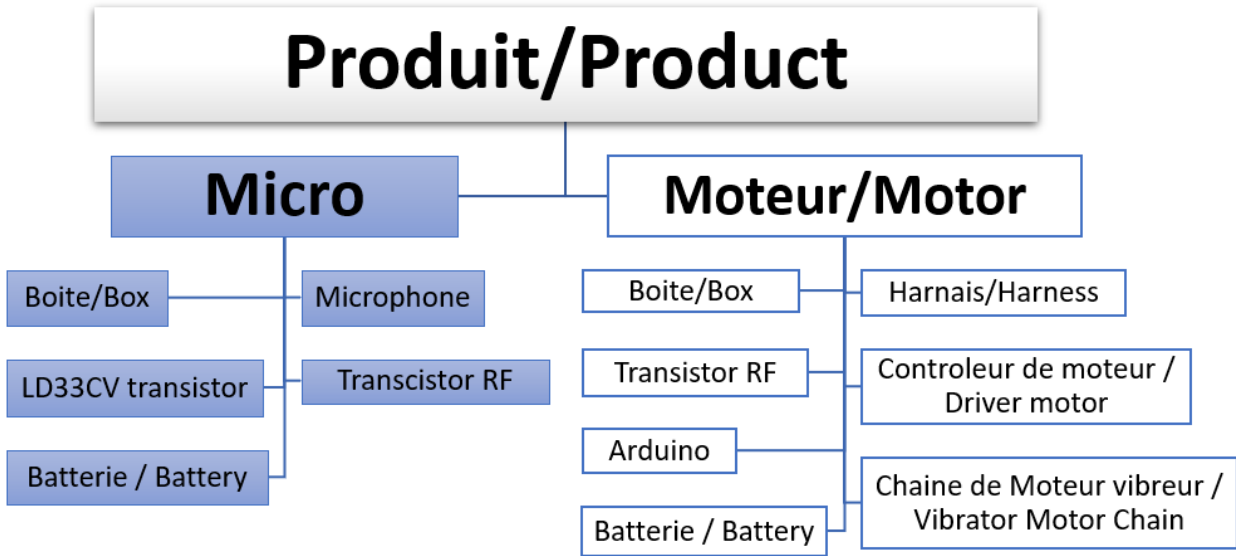 Produit/Product
Micro
Moteur/Motor
Boite/Box
Microphone
LD33CV transistor
Transcistor RF
Batterie / Battery
Boite/Box
Harnais/Harness
Transistor RF
Controleur de moteur /
Driver motor
Arduino
Chaine de Moteur vibreur /
Vibrator Motor Chain
Batterie / Battery